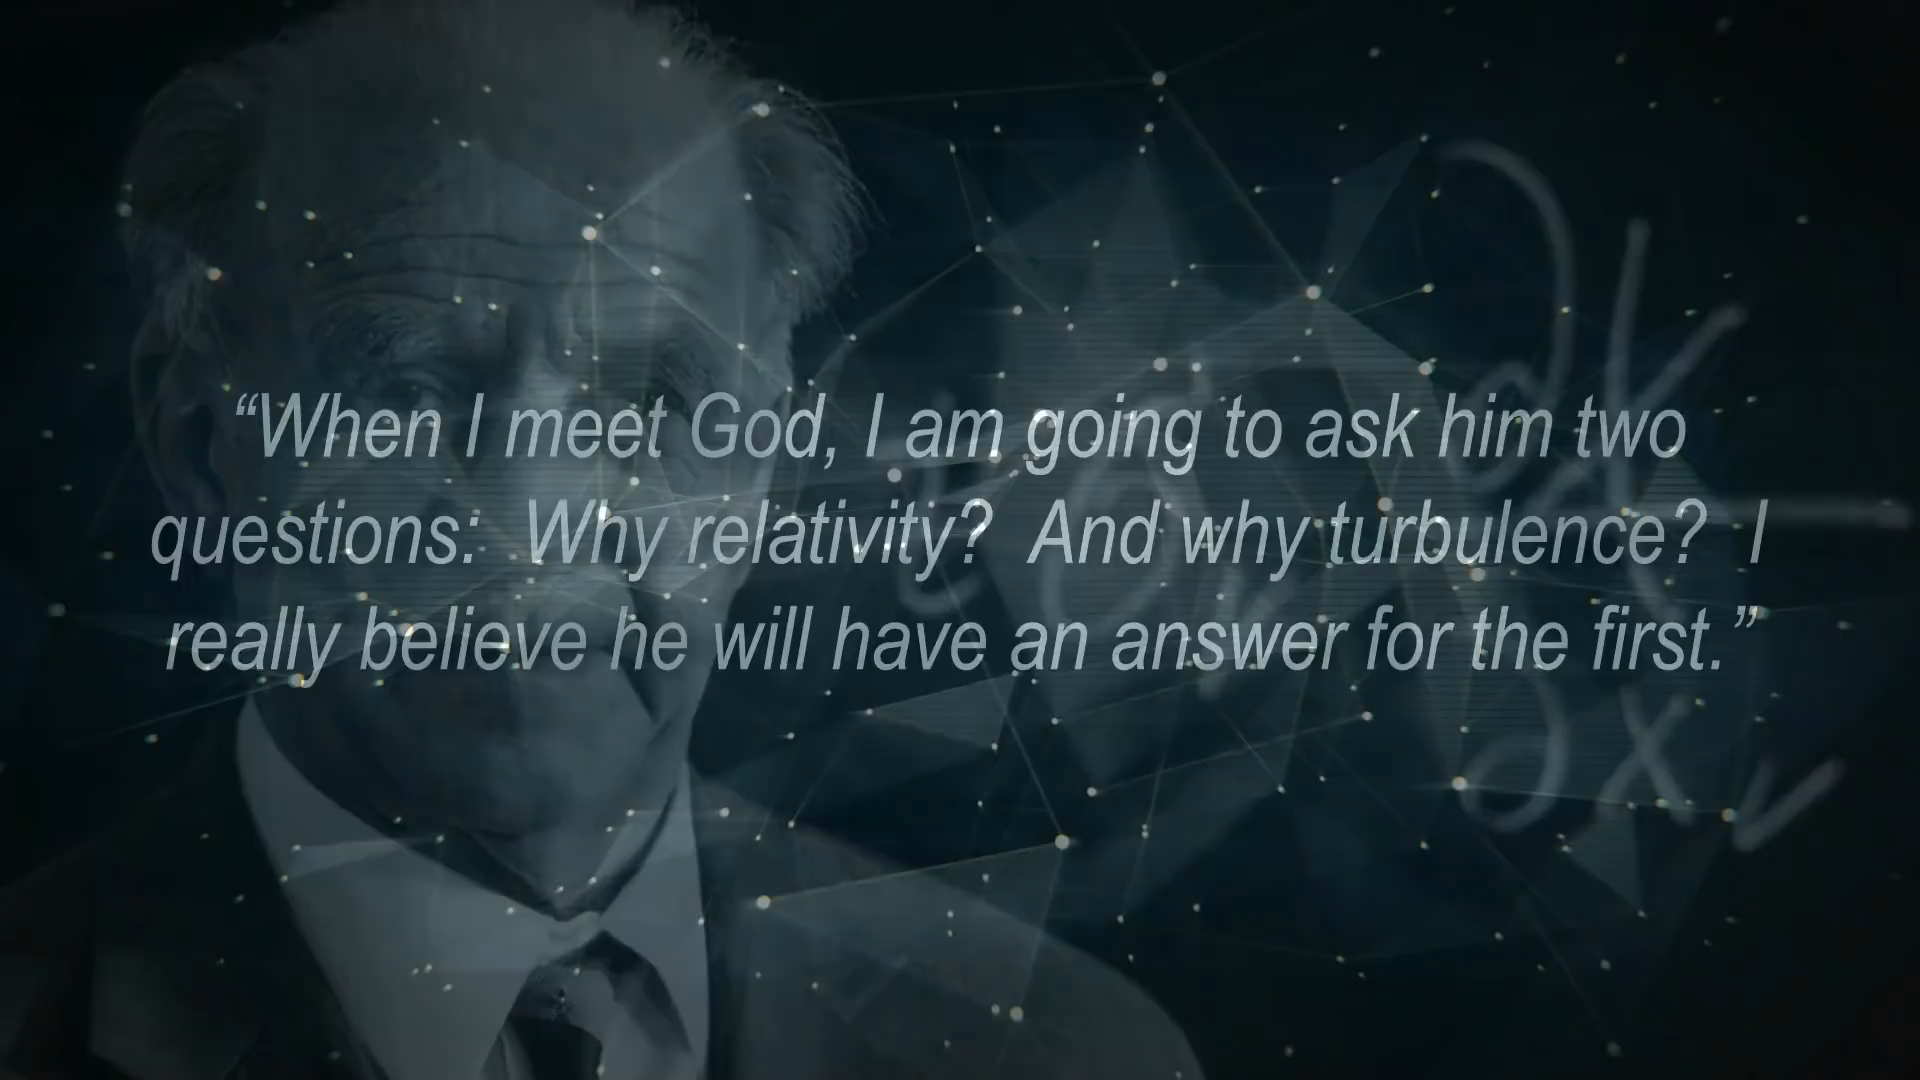 “When I meet God, I am going to ask him two
questions: Why relativity? And why turbulence? I
really believe he will have an answer for the first.”